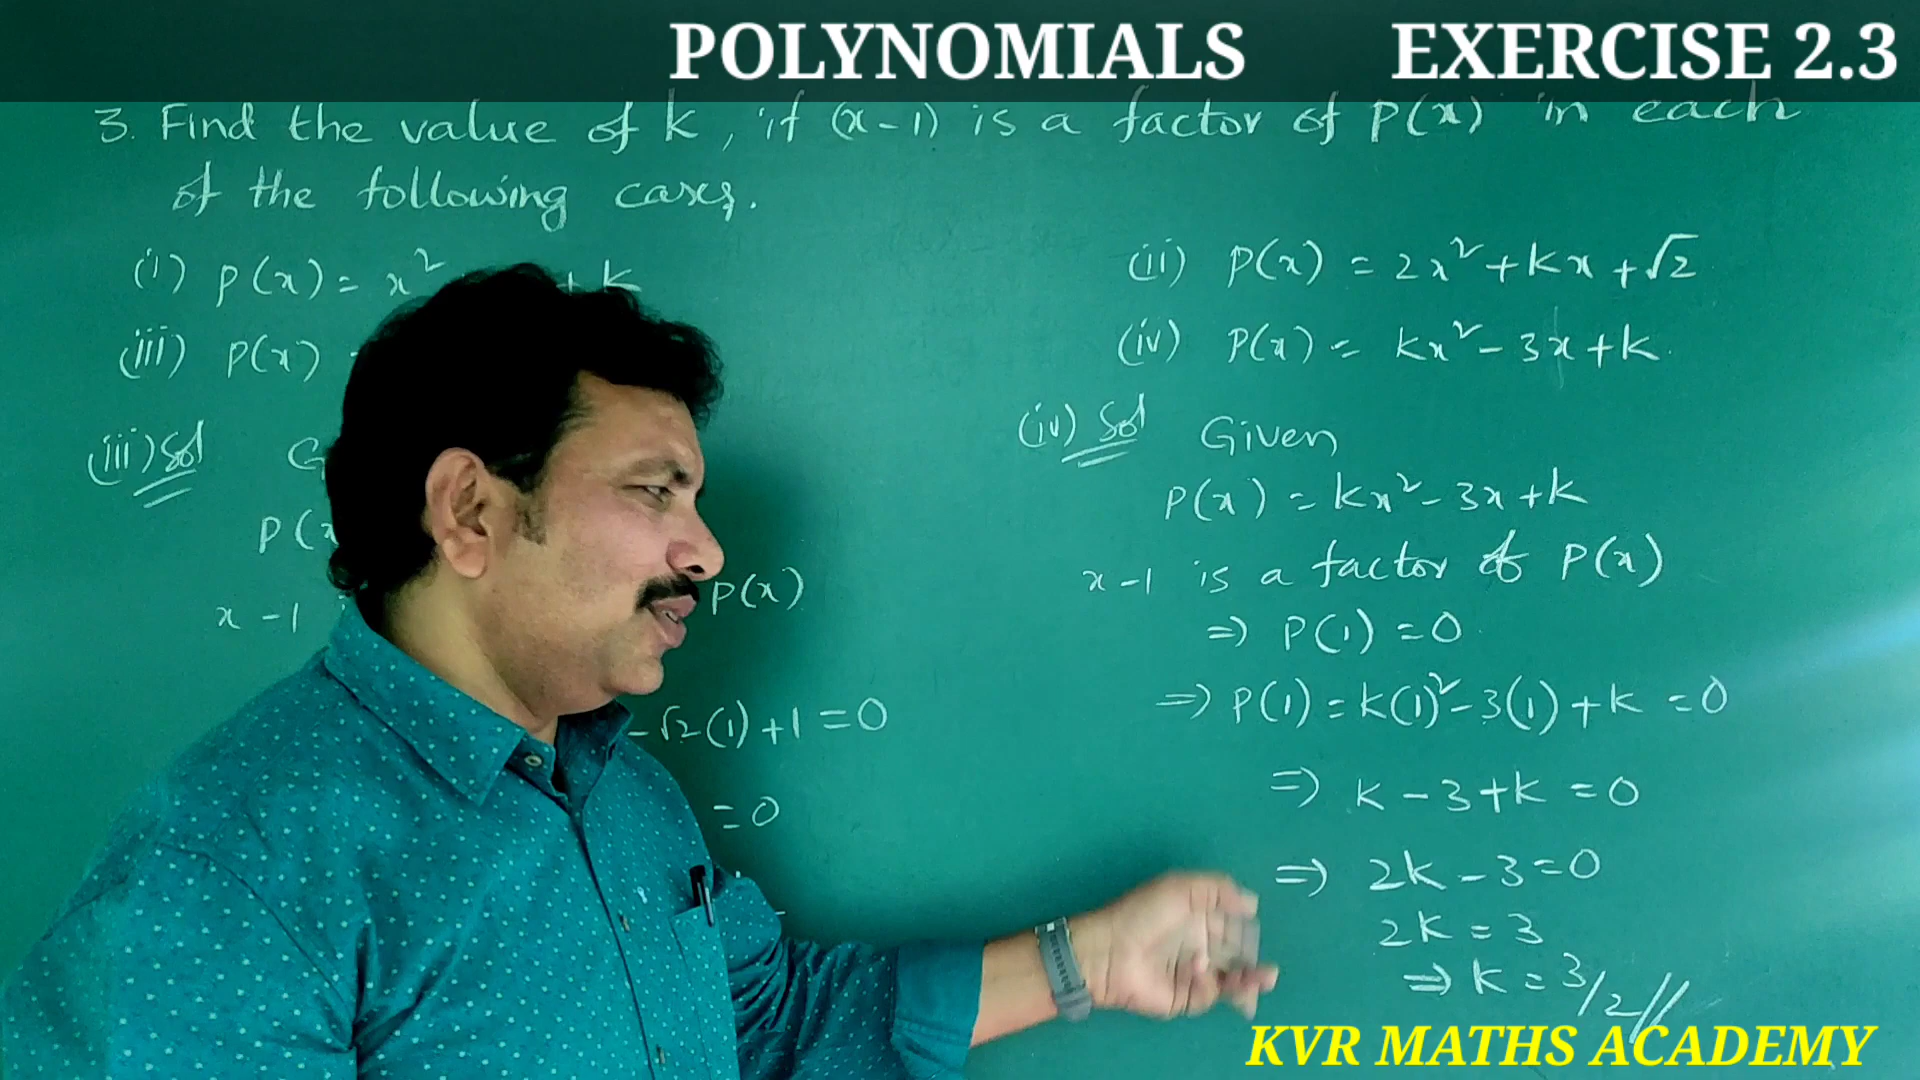 POLYNOMIALS EXERCISE 2.3
3. Find the value of k, if (x-1) is a factor of P(x) in each
of the following cases.
(i) P(x) = x² + k
(ii) P(x) = 2x² + kx + √2
(iii) P(x)
(iv) P(x) = kx² - 3x + k.
(iii) Sol
P(x
x - 1
P(x)
- √2(1) + 1 = 0
= 0
(iv) Sol Given
P(x) = kx² - 3x + k
x - 1 is a factor of P(x)
⇒ P(1) = 0
⇒ P(1) = k(1)² - 3(1) + k = 0
⇒ k - 3 + k = 0
⇒ 2k - 3 = 0
2k = 3
⇒ k = 3/2//
KVR MATHS ACADEMY